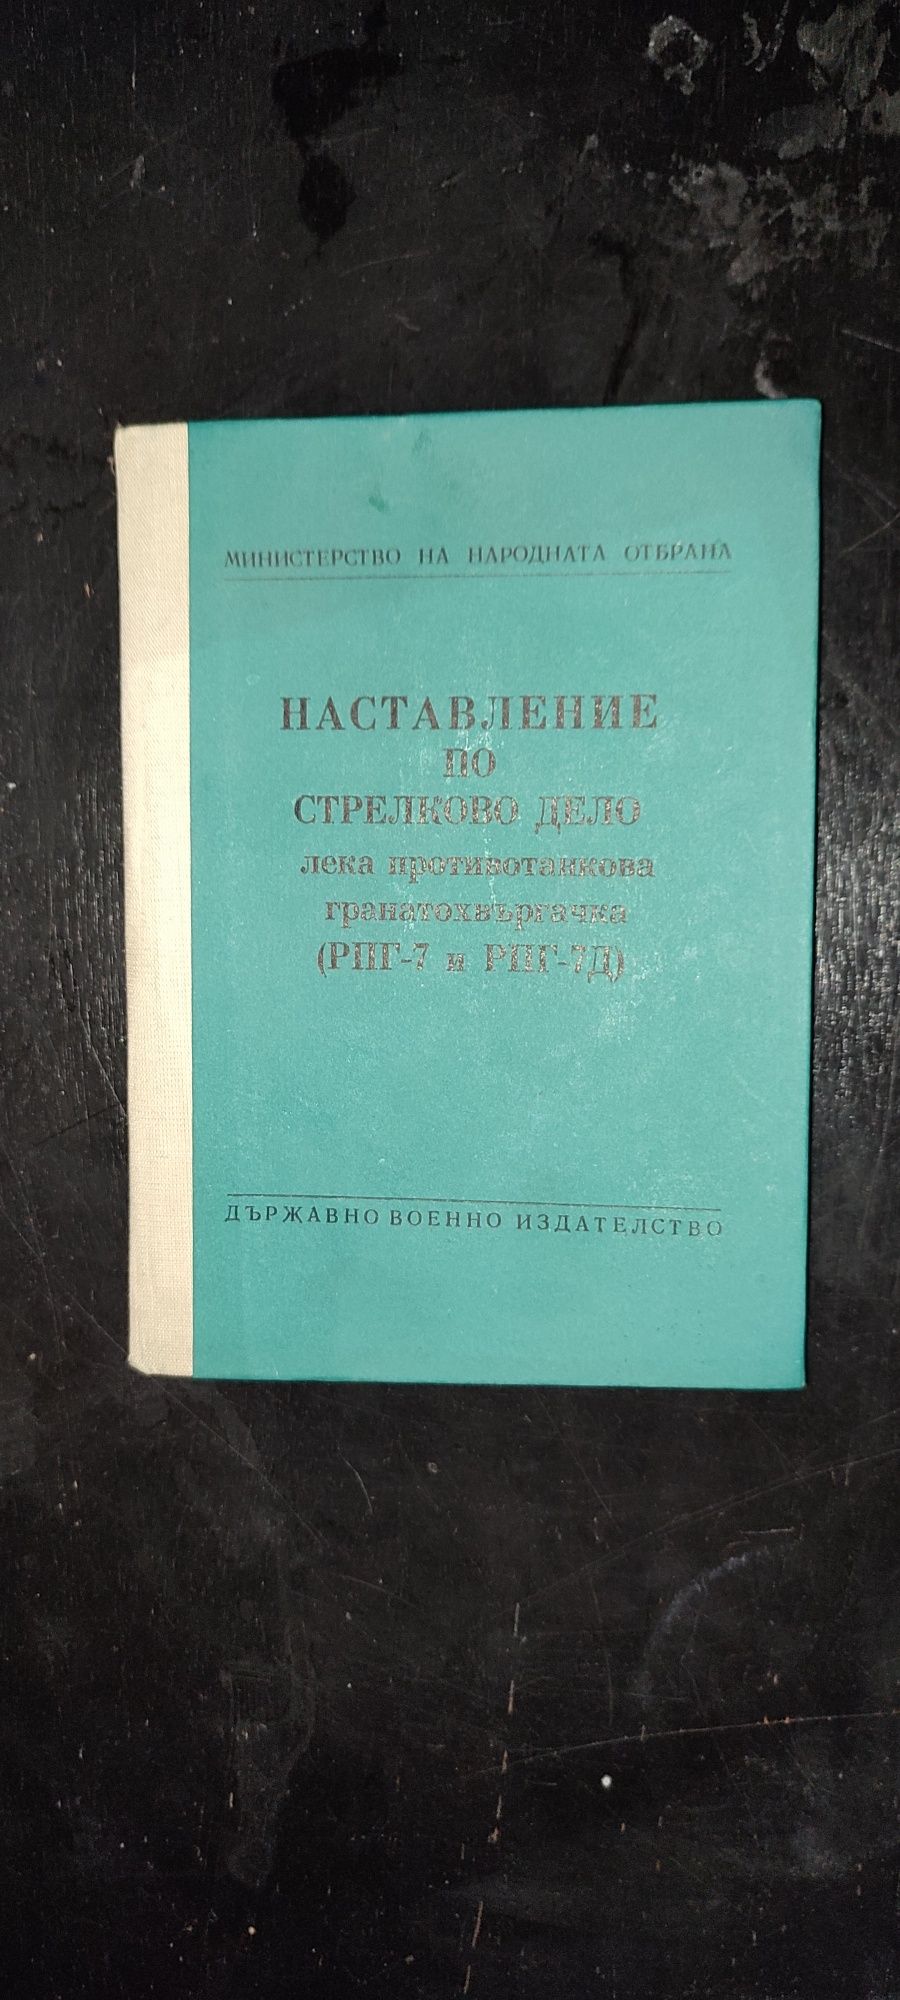 МИНИСТЕРСТВО НА НАРОДНАТА ОТБРАНА
НАСТАВЛЕНИЕ
ПО
СТРЕЛКОВО ДЕЛО
лека противотанкова
гранатохвъргачка
(РПГ-7 и РПГ-7Д)
ДЪРЖАВНО ВОЕННО ИЗДАТЕЛСТВО